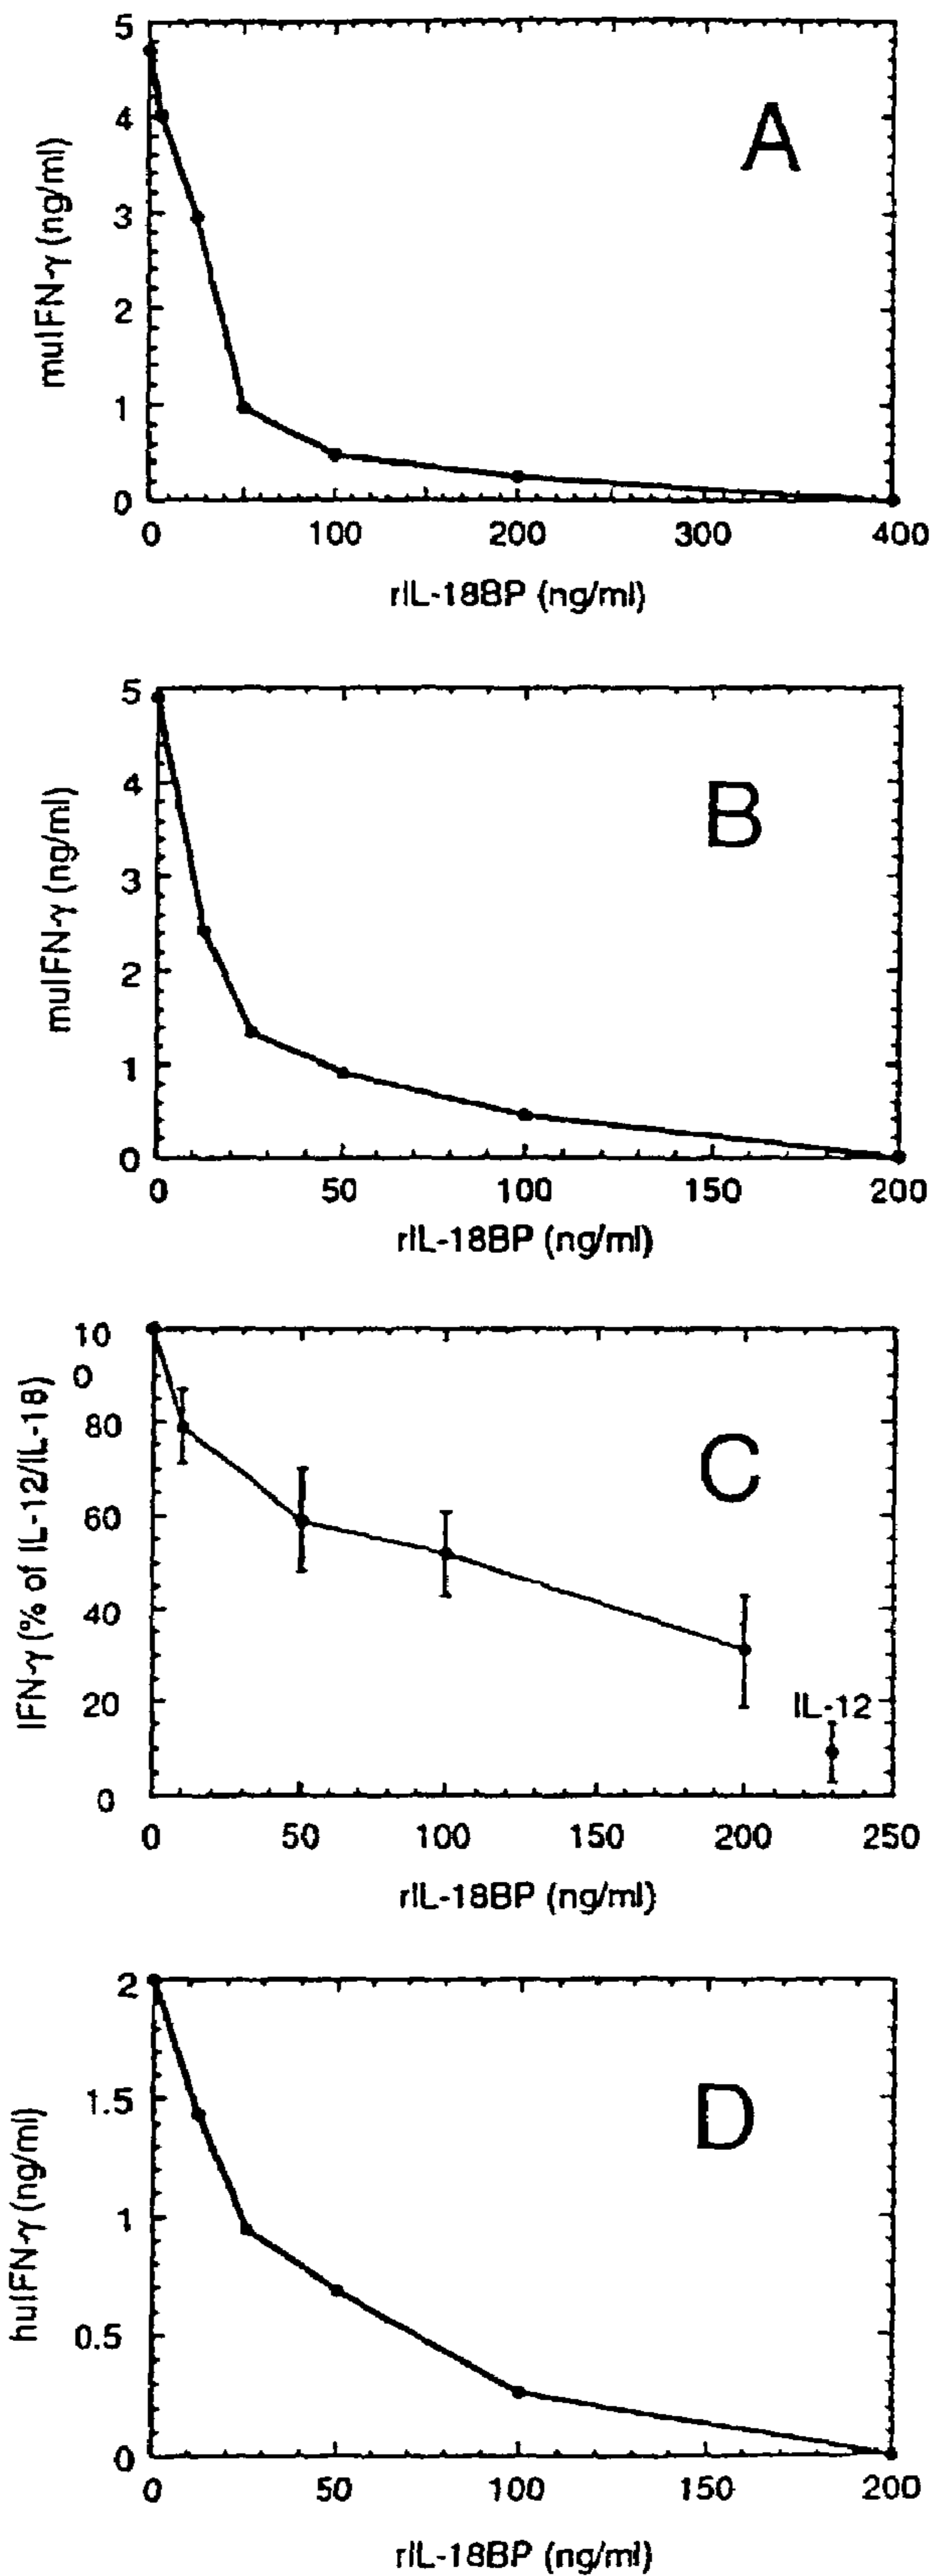 5
A
4
3
2
1
0
muIFN-γ (ng/ml)
0 100 200 300 400
rIL-18BP (ng/ml)
5
B
4
3
2
1
0
muIFN-γ (ng/ml)
0 50 100 150 200
rIL-18BP (ng/ml)
10
0
C
80
60
40
20
0
IFN-γ (% of IL-12/IL-18)
IL-12
0 50 100 150 200 250
rIL-18BP (ng/ml)
2
D
1.5
1
0.5
0
huIFN-γ (ng/ml)
0 50 100 150 200
rIL-18BP (ng/ml)